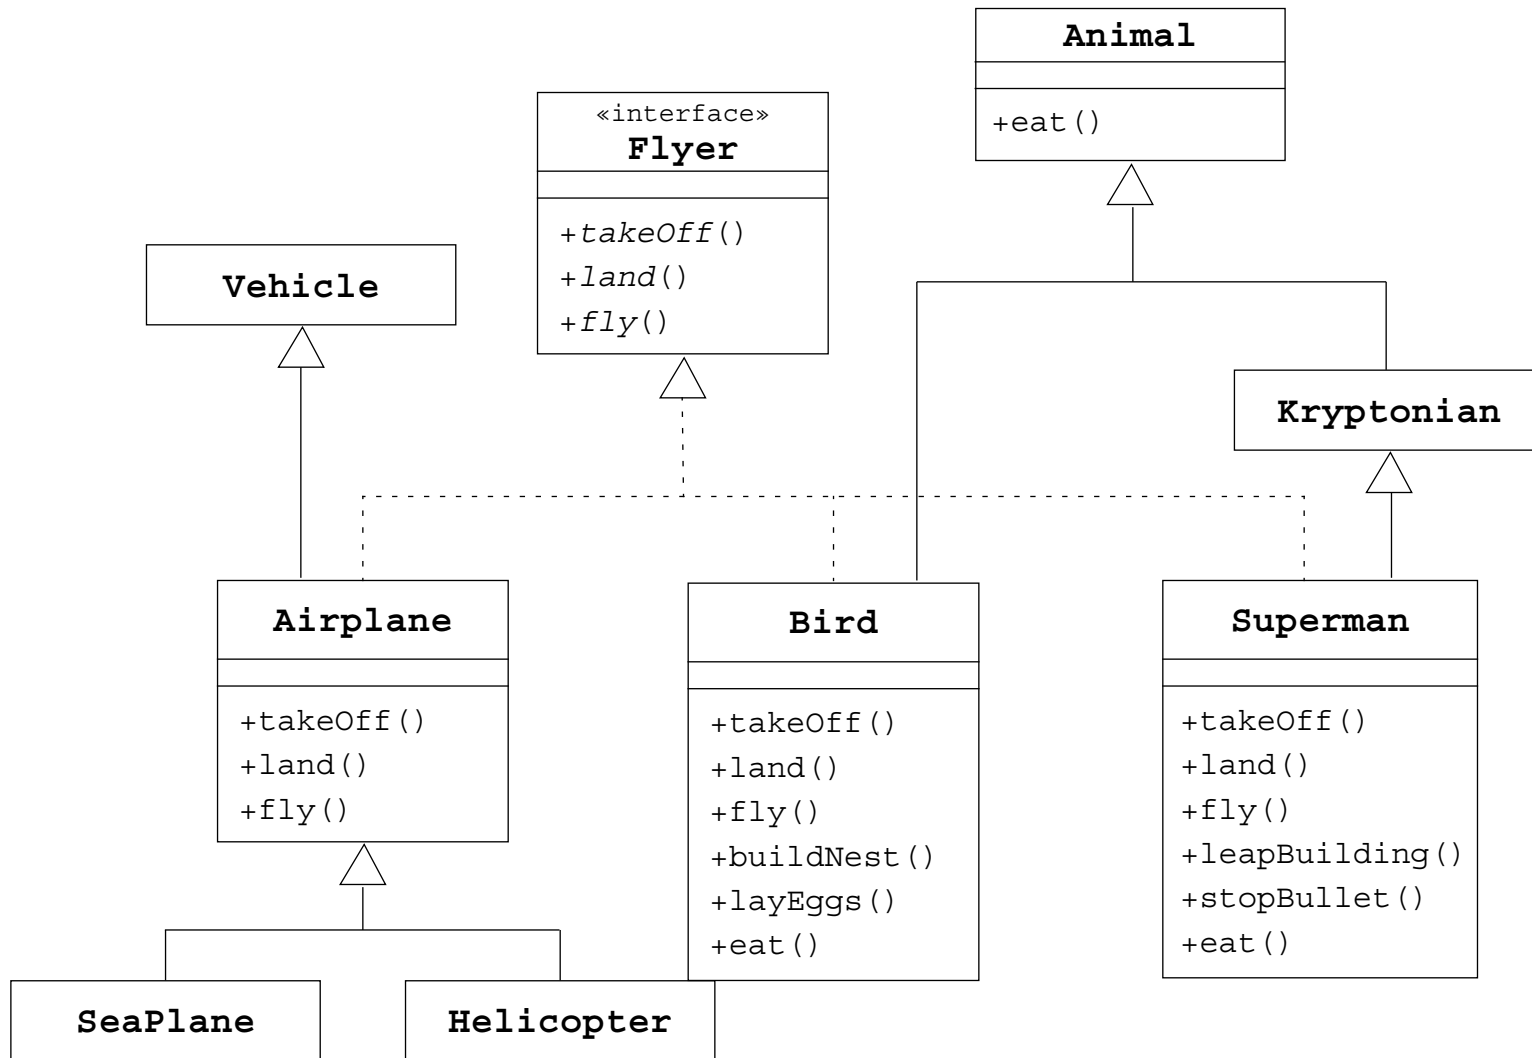 Animal
+eat()
«interface»
Flyer
+takeOff()
+land()
+fly()
Vehicle
Kryptonian
Airplane
+takeOff()
+land()
+fly()
Bird
+takeOff()
+land()
+fly()
+buildNest()
+layEggs()
+eat()
Superman
+takeOff()
+land()
+fly()
+leapBuilding()
+stopBullet()
+eat()
SeaPlane
Helicopter